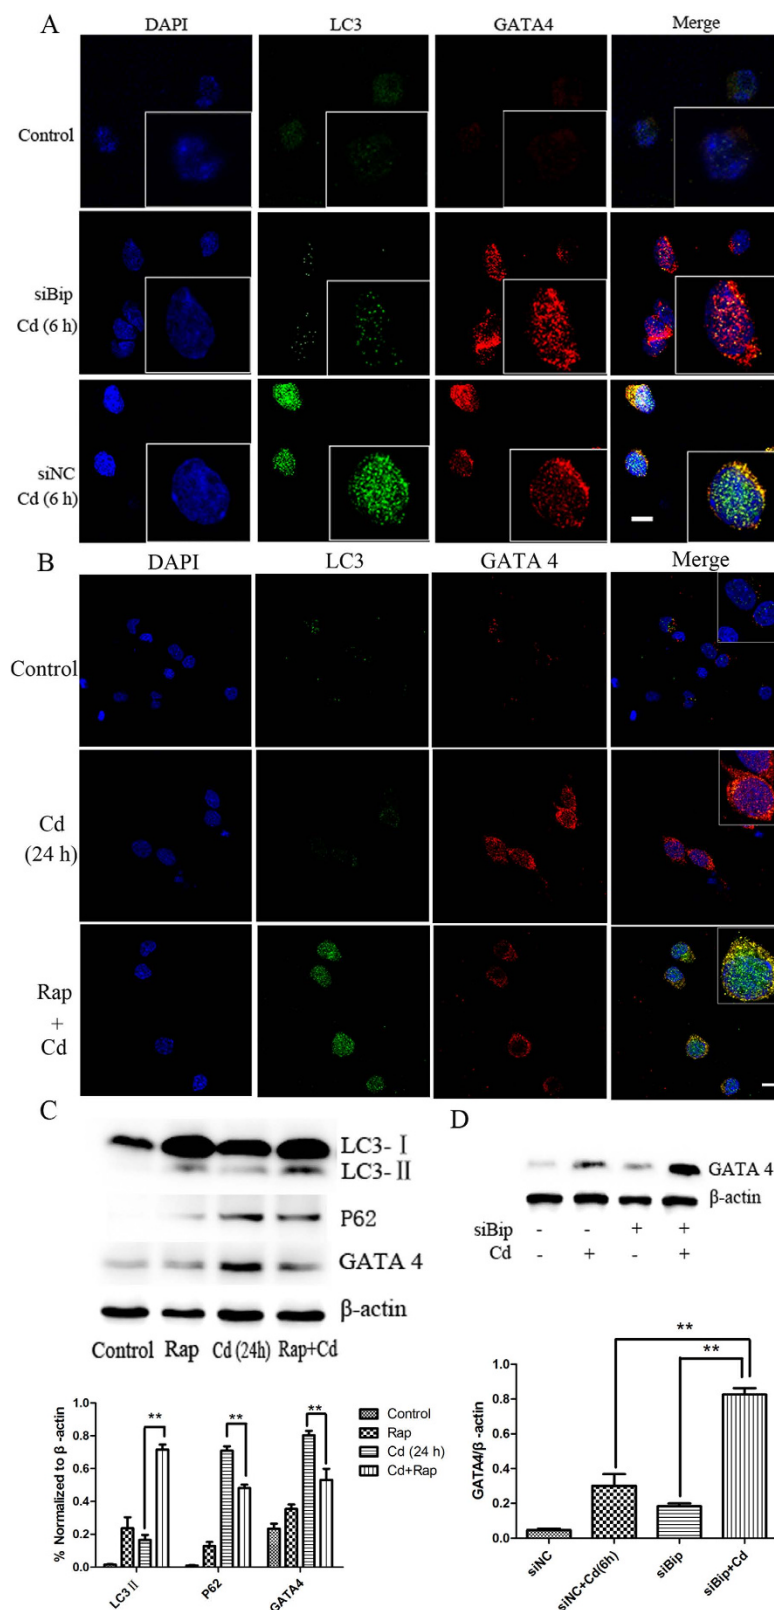 A
DAPI LC3 GATA4 Merge
Control
siBip
Cd (6 h)
siNC
Cd (6 h)
B
DAPI LC3 GATA 4 Merge
Control
Cd
(24 h)
Rap
+
Cd
C
LC3-Ⅰ
LC3-Ⅱ
P62
GATA 4
β-actin
Control Rap Cd (24h) Rap+Cd
% Normalized to β -actin
1.0
0.8
0.6
0.4
0.2
0.0
** ** **
Control
Rap
Cd (24 h)
Cd+Rap
LC3Ⅱ P62 GATA4
D
GATA 4
β-actin
siBip - - + +
Cd - + - +
GATA4/β -actin
1.0
0.8
0.6
0.4
0.2
0.0
**
**
siNC siNC+Cd(6h) siBip siBip+Cd